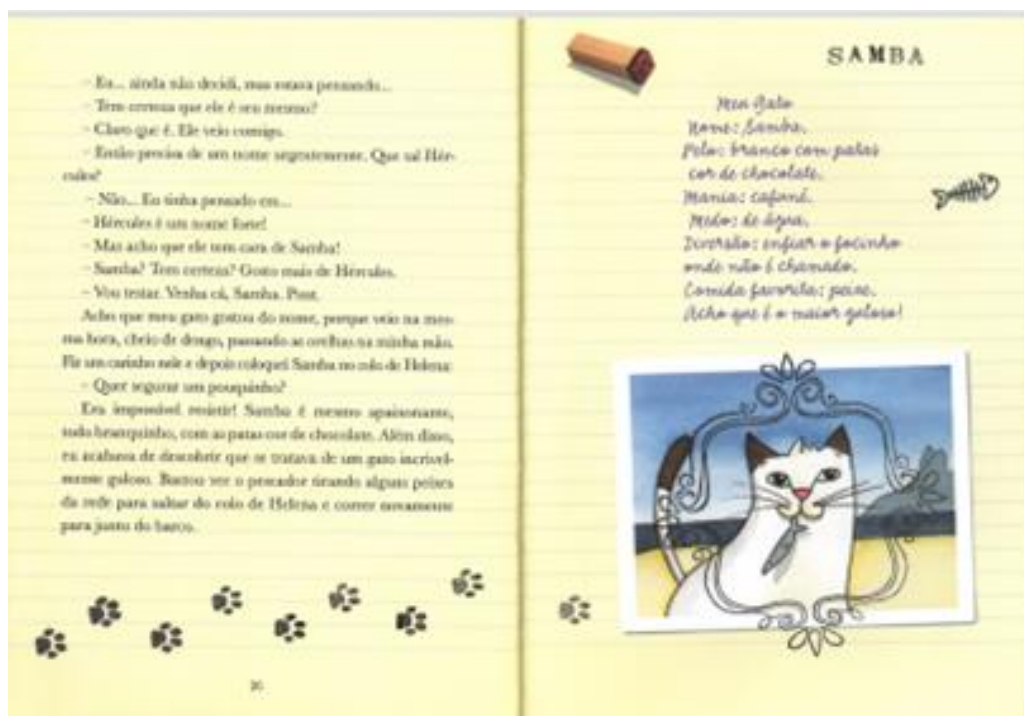 – Eu... ainda não decidi, mas estava pensando...
– Tem certeza que ele é seu mesmo?
– Claro que é. Ele veio comigo.
– Então precisa de um nome urgentemente. Que tal Hér-
cules?
– Não... Eu tinha pensado em...
– Hércules é um nome forte!
– Mas acho que ele tem cara de Samba!
– Samba? Tem certeza? Gosto mais de Hércules.
– Vou testar. Venha cá, Samba. Psst.
Acho que meu gato gostou do nome, porque veio na mes-
ma hora, cheio de dengo, passando as orelhas na minha mão.
Fiz um carinho nele e depois coloquei Samba no colo de Helena:
– Quer segurar um pouquinho?
Era impossível resistir! Samba é mesmo apaixonante,
todo branquinho, com as patas cor de chocolate. Além disso,
eu acabava de descobrir que se tratava de um gato incrivel-
mente guloso. Bastou ver o pescador tirando alguns peixes
da rede para saltar do colo de Helena e correr novamente
para junto do barco.
SAMBA
Meu Gato
Nome: Samba.
Pelo: branco com patas
cor de chocolate.
Mania: cafuné.
Medo: de água.
Diversão: enfiar o focinho
onde não é chamado.
Comida favorita: peixe.
Acho que é o maior guloso!